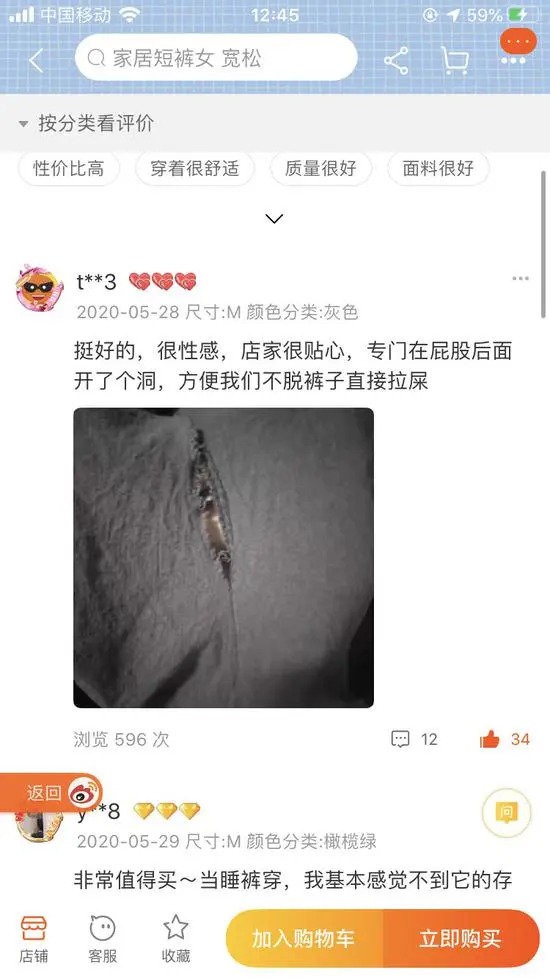 中国移动 12:45 59%
家居短裤女 宽松
按分类看评价
性价比高 穿着很舒适 质量很好 面料很好
t**3
2020-05-28 尺寸:M 颜色分类:灰色
挺好的，很性感，店家很贴心，专门在屁股后面
开了个洞，方便我们不脱裤子直接拉屎
浏览 596 次 12 34
返回
y**8
问
2020-05-29 尺寸:M 颜色分类:橄榄绿
非常值得买～当睡裤穿，我基本感觉不到它的存
店铺 客服 收藏 加入购物车 立即购买